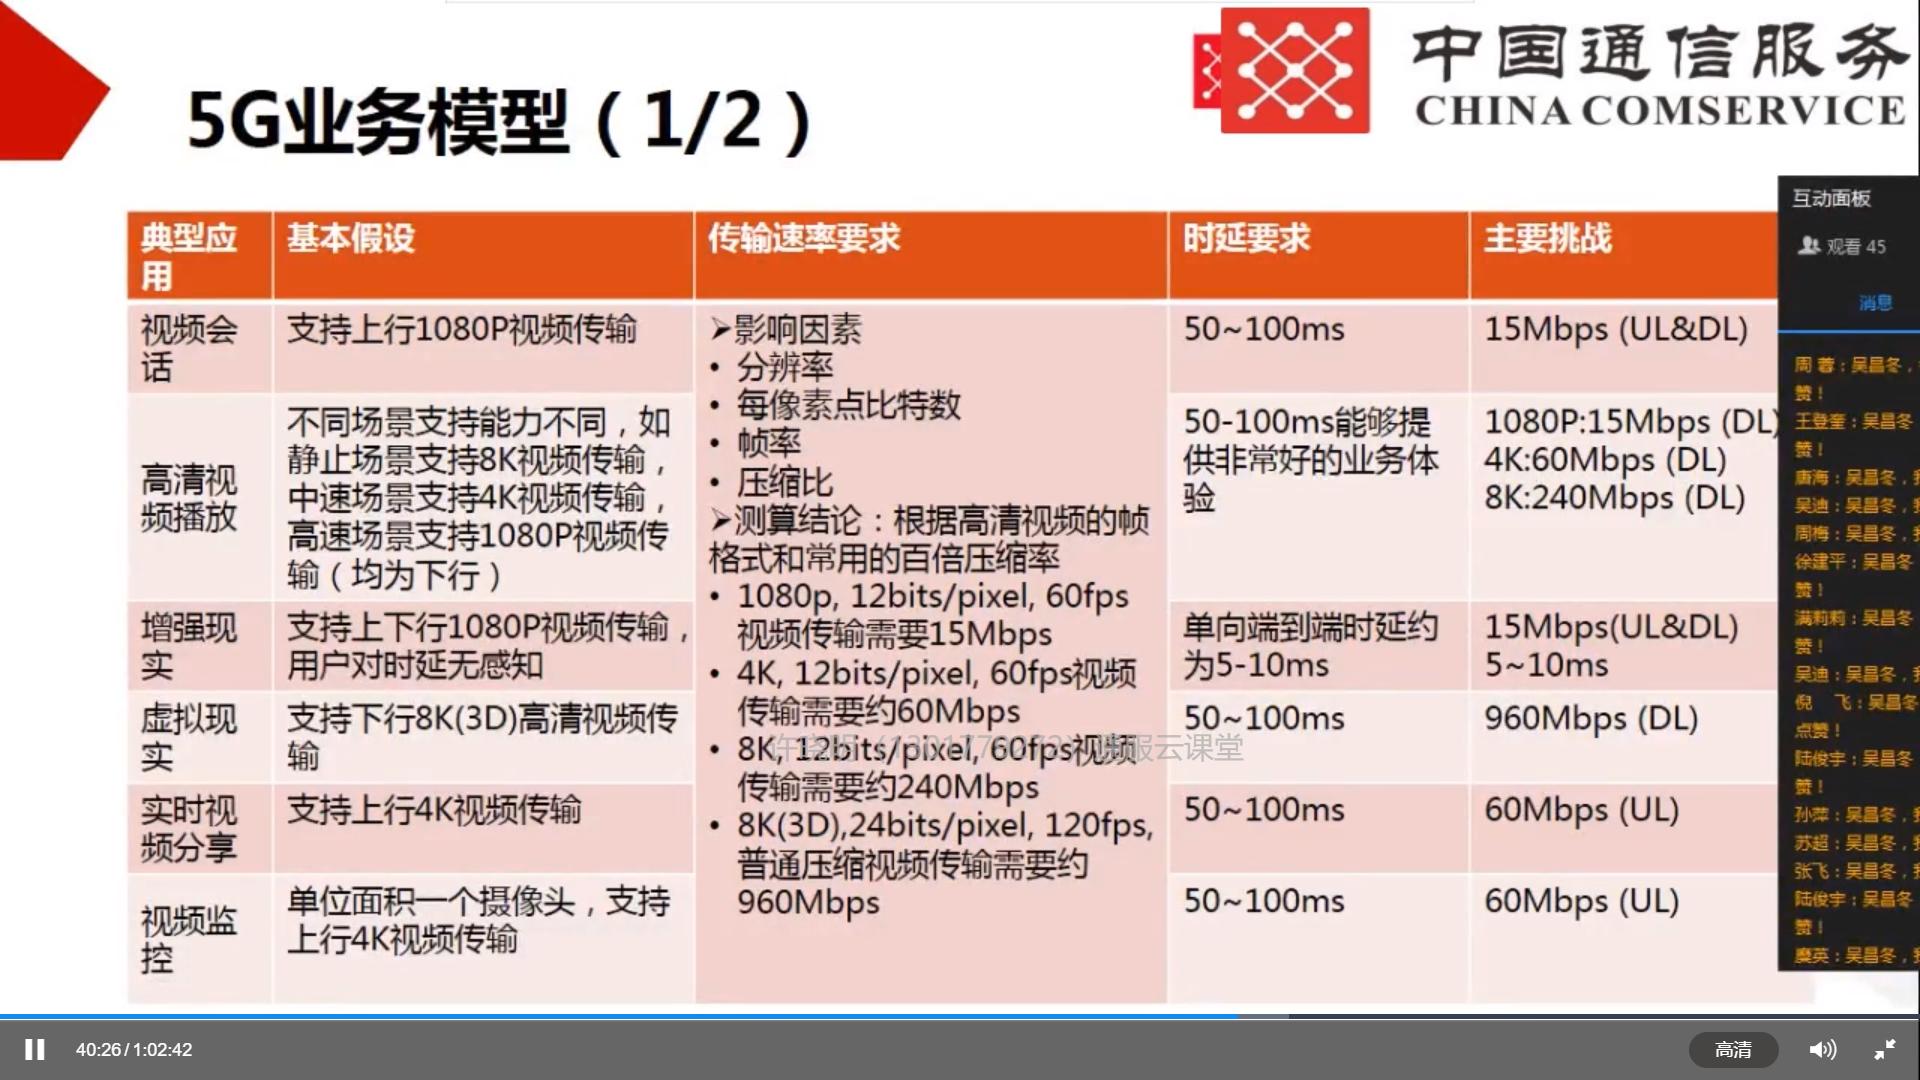 中国通信服务
CHINA COMSERVICE
5G业务模型（1/2）
典型应
用
基本假设
传输速率要求
时延要求
主要挑战
视频会
话
支持上行1080P视频传输
➢影响因素
• 分辨率
• 每像素点比特数
• 帧率
• 压缩比
➢测算结论：根据高清视频的帧
格式和常用的百倍压缩率
• 1080p, 12bits/pixel, 60fps
视频传输需要15Mbps
• 4K, 12bits/pixel, 60fps视频
传输需要约60Mbps
• 8K, 12bits/pixel, 60fps视频
传输需要约240Mbps
• 8K(3D),24bits/pixel, 120fps,
普通压缩视频传输需要约
960Mbps
50~100ms
15Mbps (UL&DL)
高清视
频播放
不同场景支持能力不同，如
静止场景支持8K视频传输，
中速场景支持4K视频传输，
高速场景支持1080P视频传
输（均为下行）
50-100ms能够提
供非常好的业务体
验
1080P:15Mbps (DL)
4K:60Mbps (DL)
8K:240Mbps (DL)
增强现
实
支持上下行1080P视频传输，
用户对时延无感知
单向端到端时延约
为5-10ms
15Mbps(UL&DL)
5~10ms
虚拟现
实
支持下行8K(3D)高清视频传
输
50~100ms
960Mbps (DL)
实时视
频分享
支持上行4K视频传输
50~100ms
60Mbps (UL)
视频监
控
单位面积一个摄像头，支持
上行4K视频传输
50~100ms
60Mbps (UL)
服云课堂
互动面板
观看 45
消息
周 蓉：吴昌冬，
赞！
王登奎：吴昌冬
赞！
唐海：吴昌冬，
吴迪：吴昌冬，
周梅：吴昌冬，
徐建平：吴昌冬
赞！
满莉莉：吴昌冬
赞！
吴迪：吴昌冬，
倪 飞：吴昌冬
点赞！
陆俊宇：吴昌冬
赞！
孙萍：吴昌冬，
苏超：吴昌冬，
张飞：吴昌冬，
陆俊宇：吴昌冬
赞！
糜英：吴昌冬，
40:26/1:02:42
高清